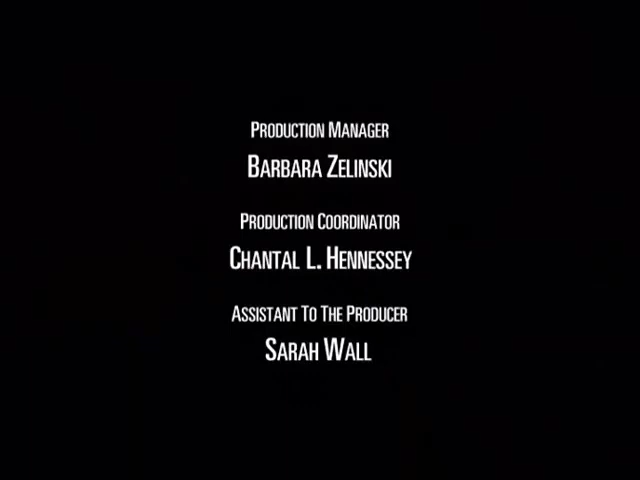 Production Manager
Barbara Zelinski
Production Coordinator
Chantal L. Hennessey
Assistant To The Producer
Sarah Wall